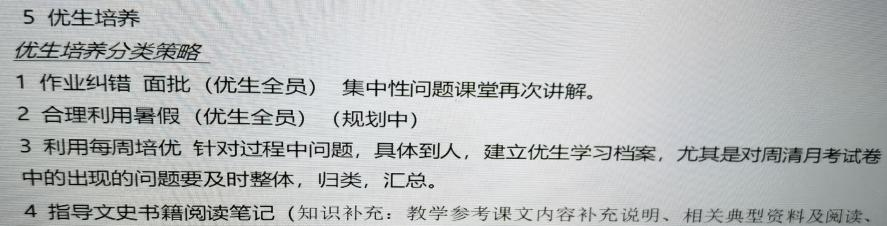 5 优生培养
优生培养分类策略
1 作业纠错 面批（优生全员） 集中性问题课堂再次讲解。
2 合理利用暑假（优生全员）（规划中）
3 利用每周培优 针对过程中问题，具体到人，建立优生学习档案，尤其是对周清月考试卷
中的出现的问题要及时整体，归类，汇总。
4 指导文史书籍阅读笔记（知识补充：教学参考课文内容补充说明、相关典型资料及阅读、